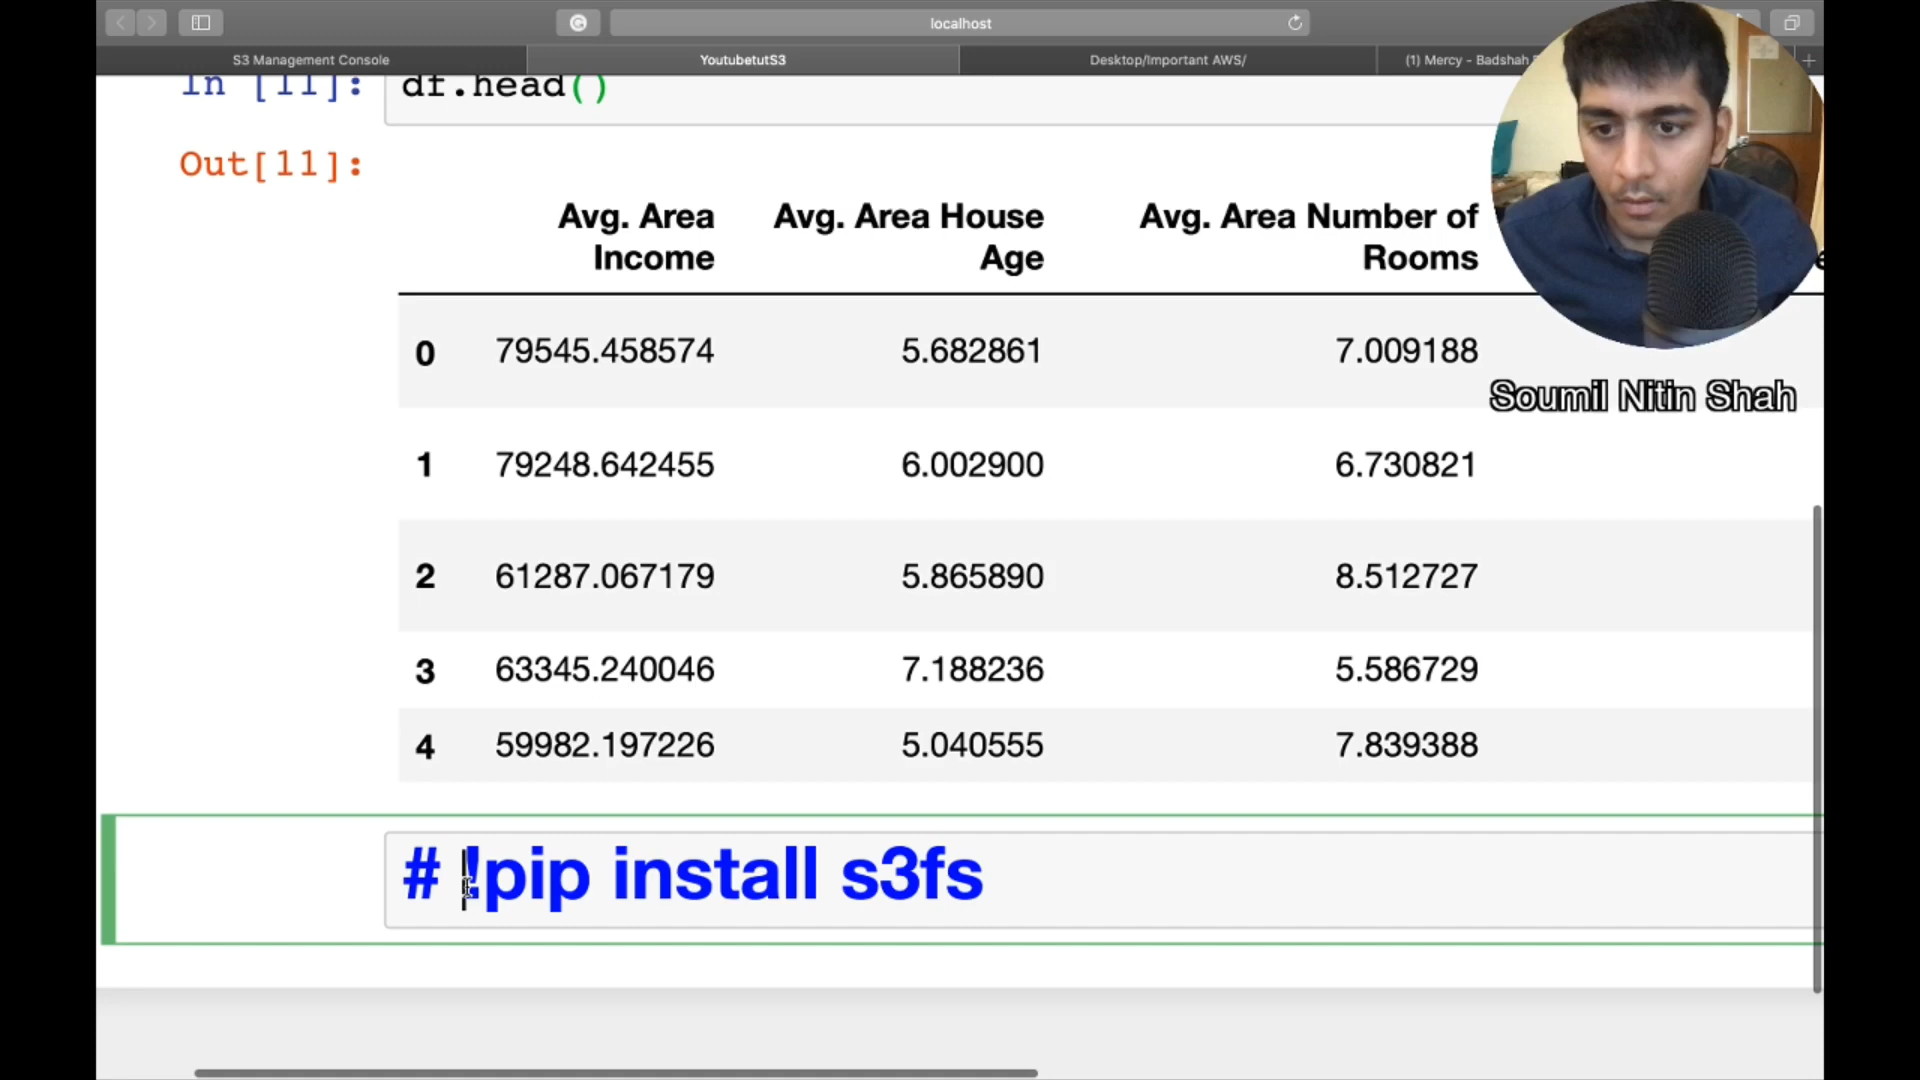 localhost
S3 Management Console YoutubetutS3 Desktop/Important AWS/ (1) Mercy - Badshah
In [11]: df.head()
Out[11]:
Avg. Area Income Avg. Area House Age Avg. Area Number of Rooms
0 79545.458574 5.682861 7.009188
Soumil Nitin Shah
1 79248.642455 6.002900 6.730821
2 61287.067179 5.865890 8.512727
3 63345.240046 7.188236 5.586729
4 59982.197226 5.040555 7.839388
# !pip install s3fs